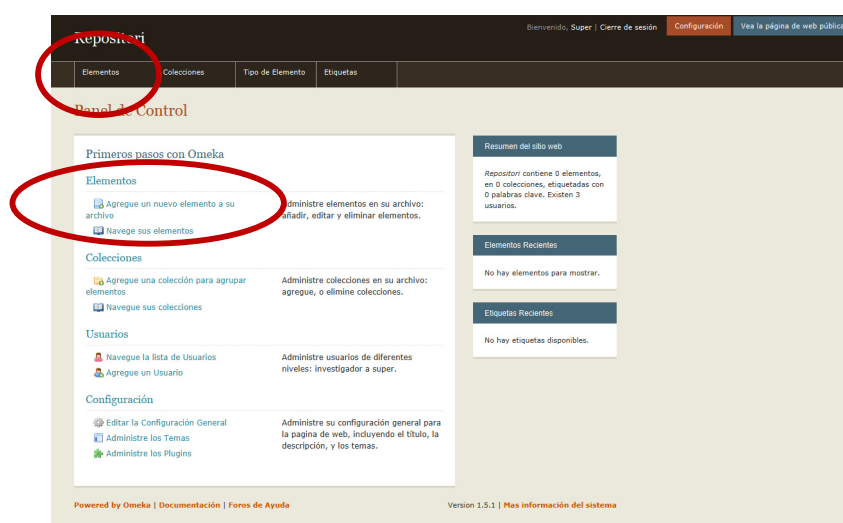 Bienvenido, Super | Cierre de sesión
Configuración
Vea la página de web pública
Repositori
Elementos
Colecciones
Tipo de Elemento
Etiquetas
Panel de Control
Primeros pasos con Omeka
Elementos
Agregue un nuevo elemento a su
archivo
Navege sus elementos
Administre elementos en su archivo:
añadir, editar y eliminar elementos.
Colecciones
Agregue una colección para agrupar
elementos
Navegue sus colecciones
Administre colecciones en su archivo:
agregue, o elimine colecciones.
Usuarios
Navegue la lista de Usuarios
Agregue un Usuario
Administre usuarios de diferentes
niveles: investigador a super.
Configuración
Editar la Configuración General
Administre los Temas
Administre los Plugins
Administre su configuración general para
la pagina de web, incluyendo el título, la
descripción, y los temas.
Resumen del sitio web
Repositori contiene 0 elementos,
en 0 colecciones, etiquetadas con
0 palabras clave. Existen 3
usuarios.
Elementos Recientes
No hay elementos para mostrar.
Etiquetas Recientes
No hay etiquetas disponibles.
Powered by Omeka | Documentación | Foros de Ayuda
Version 1.5.1 | Mas información del sistema